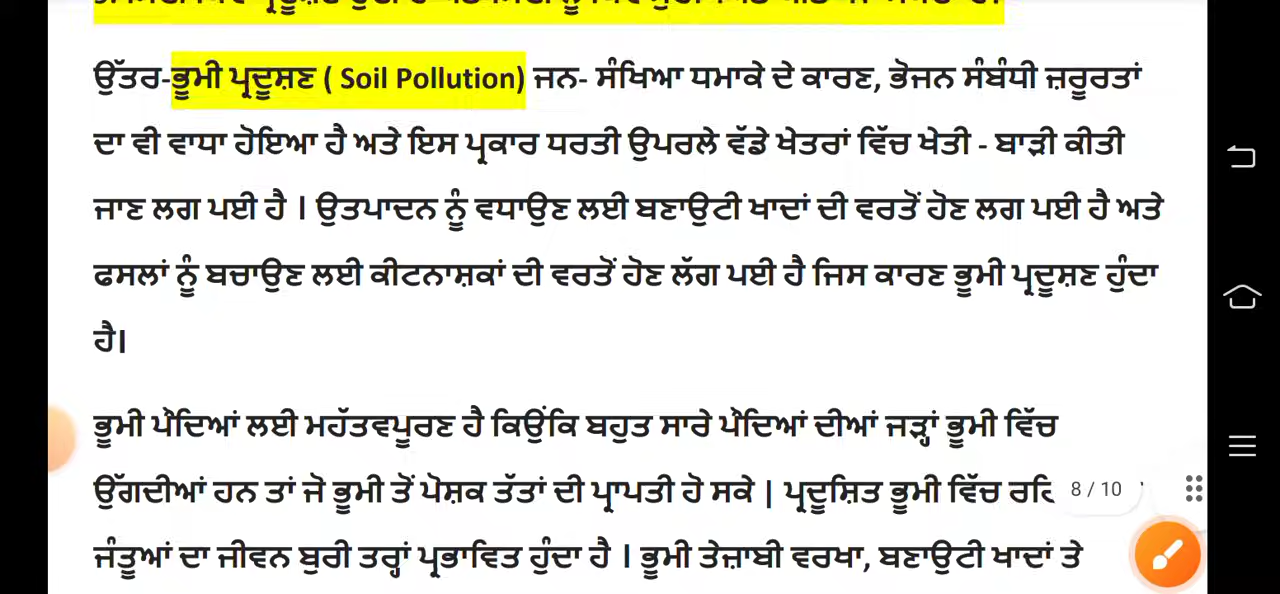 ਉੱਤਰ-ਭੂਮੀ ਪ੍ਰਦੂਸ਼ਣ ( Soil Pollution) ਜਨ- ਸੰਖਿਆ ਧਮਾਕੇ ਦੇ ਕਾਰਣ, ਭੋਜਨ ਸੰਬੰਧੀ ਜ਼ਰੂਰਤਾਂ
ਦਾ ਵੀ ਵਾਧਾ ਹੋਇਆ ਹੈ ਅਤੇ ਇਸ ਪ੍ਰਕਾਰ ਧਰਤੀ ਉਪਰਲੇ ਵੱਡੇ ਖੇਤਰਾਂ ਵਿੱਚ ਖੇਤੀ - ਬਾੜੀ ਕੀਤੀ
ਜਾਣ ਲਗ ਪਈ ਹੈ । ਉਤਪਾਦਨ ਨੂੰ ਵਧਾਉਣ ਲਈ ਬਣਾਉਟੀ ਖਾਦਾਂ ਦੀ ਵਰਤੋਂ ਹੋਣ ਲਗ ਪਈ ਹੈ ਅਤੇ
ਫਸਲਾਂ ਨੂੰ ਬਚਾਉਣ ਲਈ ਕੀਟਨਾਸ਼ਕਾਂ ਦੀ ਵਰਤੋਂ ਹੋਣ ਲੱਗ ਪਈ ਹੈ ਜਿਸ ਕਾਰਣ ਭੂਮੀ ਪ੍ਰਦੂਸ਼ਣ ਹੁੰਦਾ
ਹੈ।
ਭੂਮੀ ਪੌਦਿਆਂ ਲਈ ਮਹੱਤਵਪੂਰਣ ਹੈ ਕਿਉਂਕਿ ਬਹੁਤ ਸਾਰੇ ਪੌਦਿਆਂ ਦੀਆਂ ਜੜ੍ਹਾਂ ਭੂਮੀ ਵਿੱਚ
ਉੱਗਦੀਆਂ ਹਨ ਤਾਂ ਜੋ ਭੂਮੀ ਤੋਂ ਪੋਸ਼ਕ ਤੱਤਾਂ ਦੀ ਪ੍ਰਾਪਤੀ ਹੋ ਸਕੇ | ਪ੍ਰਦੂਸ਼ਿਤ ਭੂਮੀ ਵਿੱਚ 8 / 10
ਜੰਤੂਆਂ ਦਾ ਜੀਵਨ ਬੁਰੀ ਤਰ੍ਹਾਂ ਪ੍ਰਭਾਵਿਤ ਹੁੰਦਾ ਹੈ । ਭੂਮੀ ਤੇਜ਼ਾਬੀ ਵਰਖਾ, ਬਣਾਉਟੀ ਖਾਦਾਂ ਤੇ